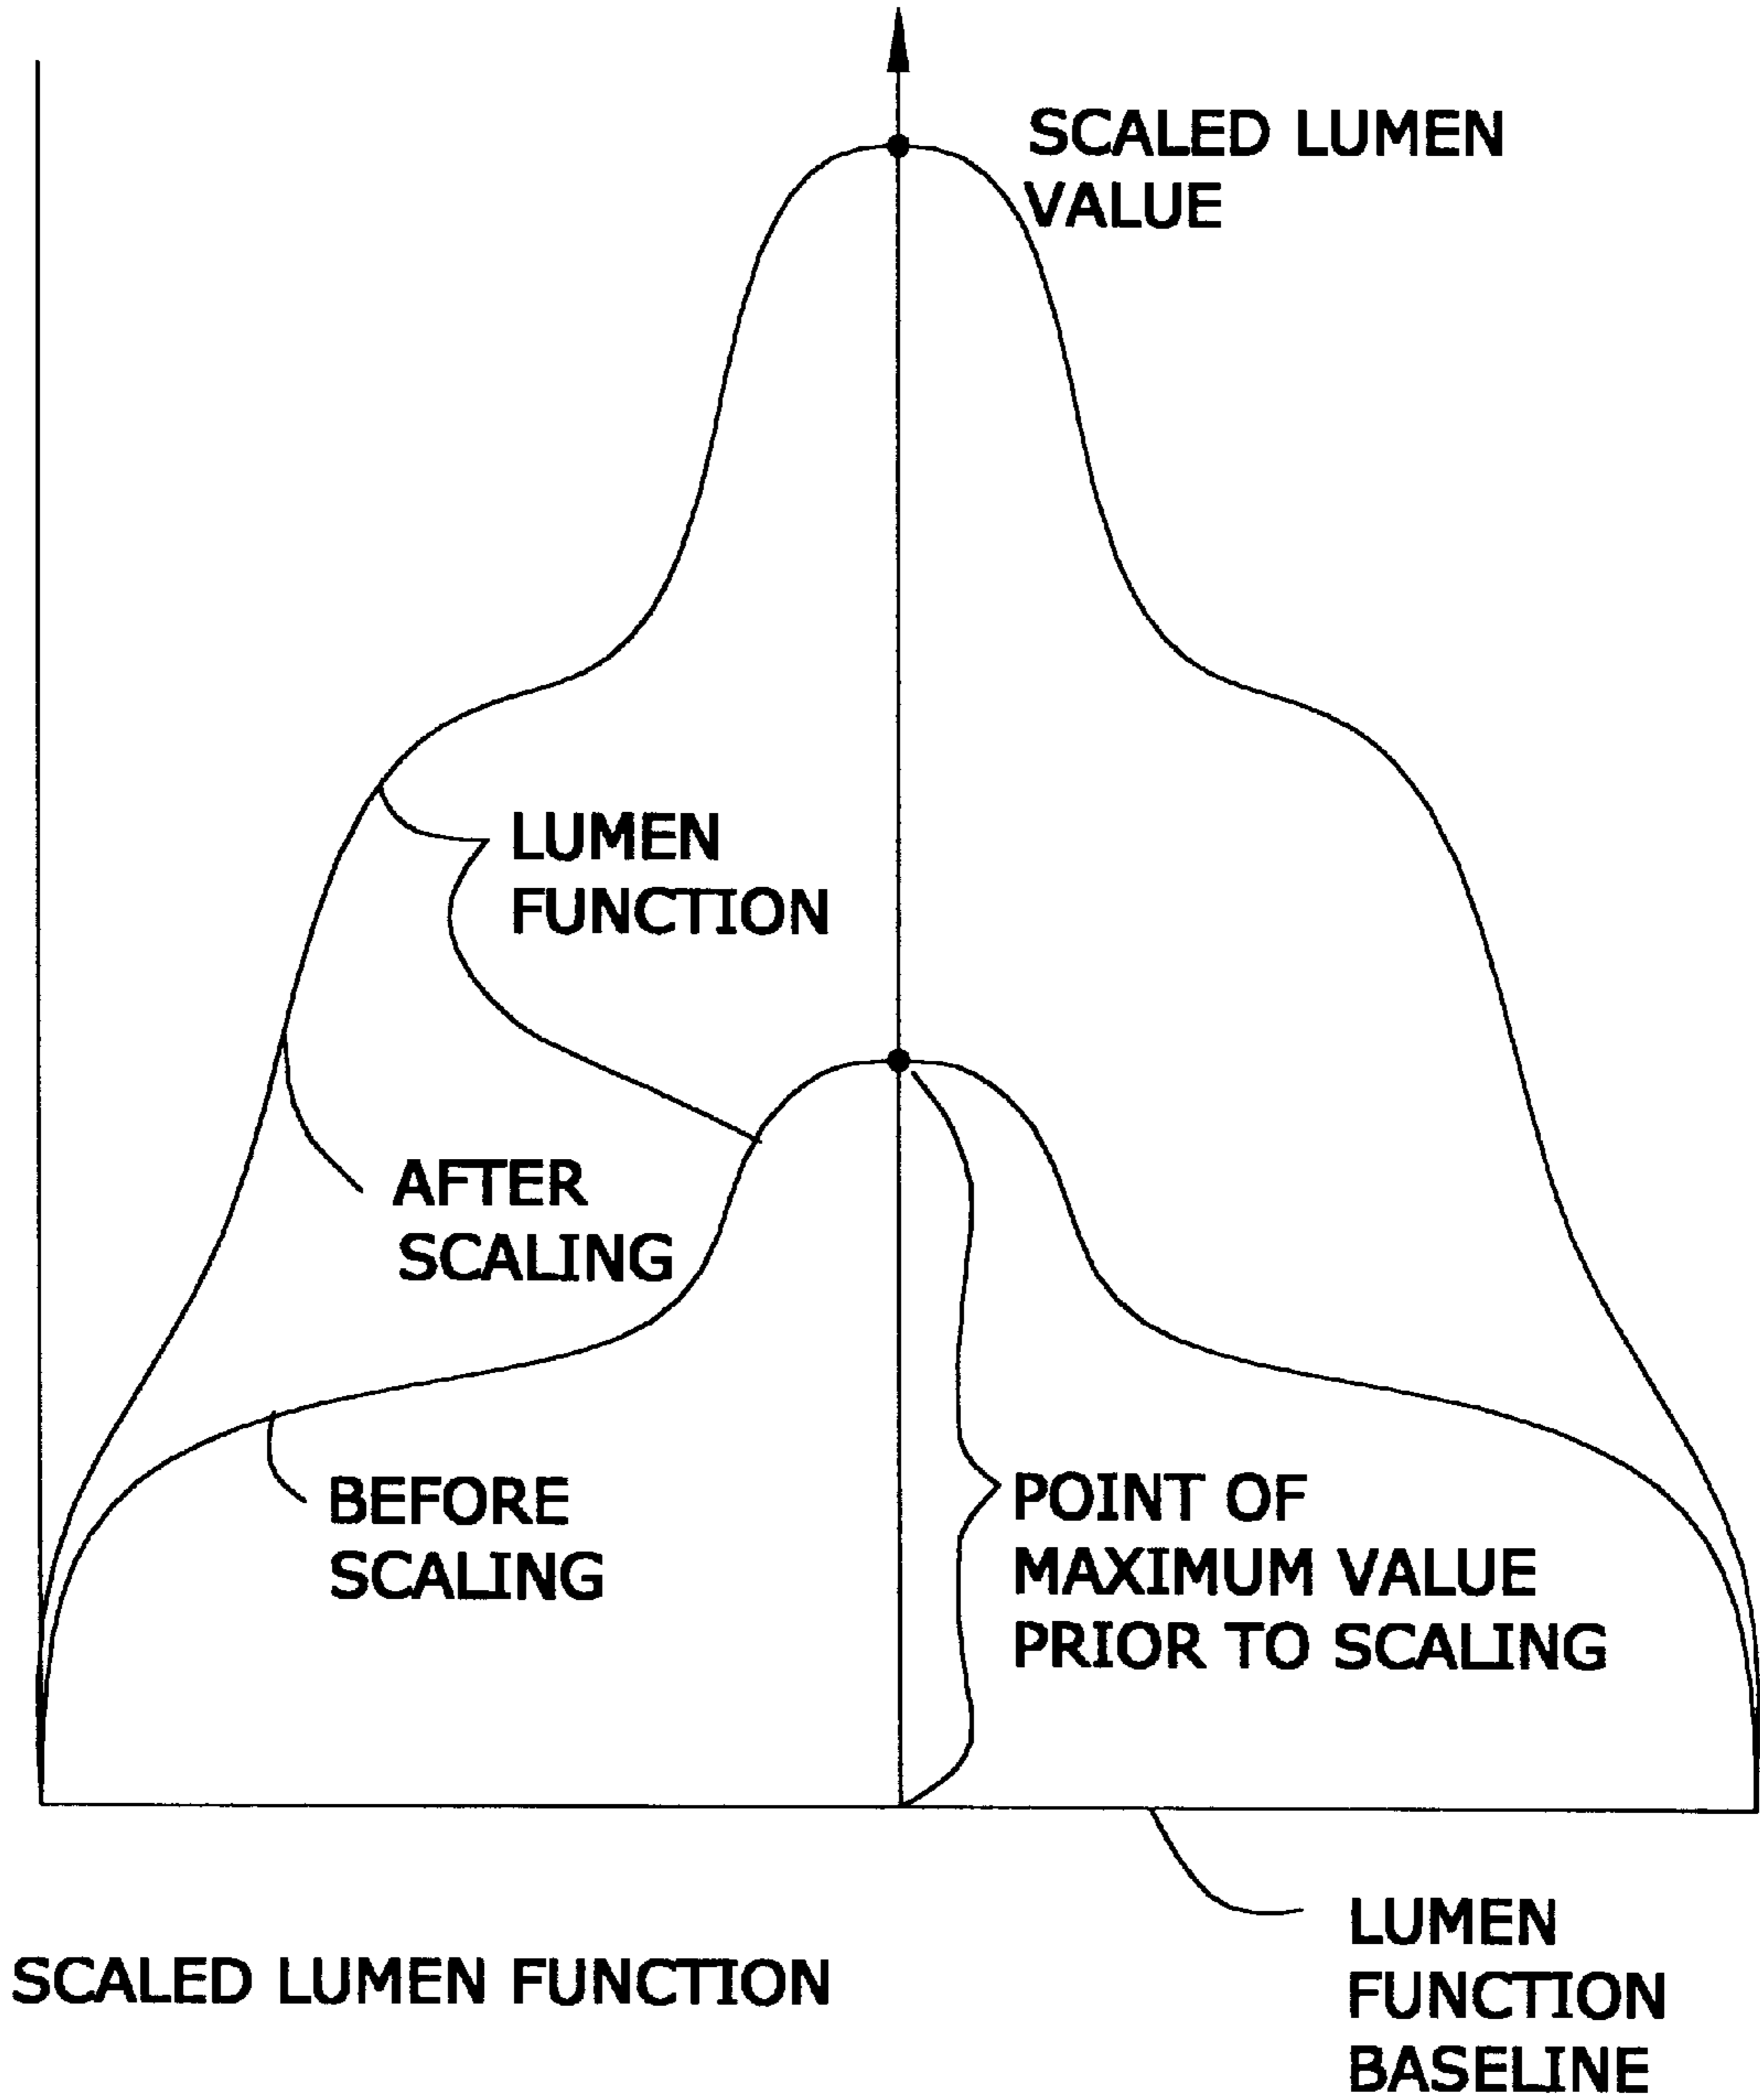 SCALED LUMEN
VALUE
LUMEN
FUNCTION
AFTER
SCALING
BEFORE
SCALING
POINT OF
MAXIMUM VALUE
PRIOR TO SCALING
LUMEN
FUNCTION
BASELINE
SCALED LUMEN FUNCTION